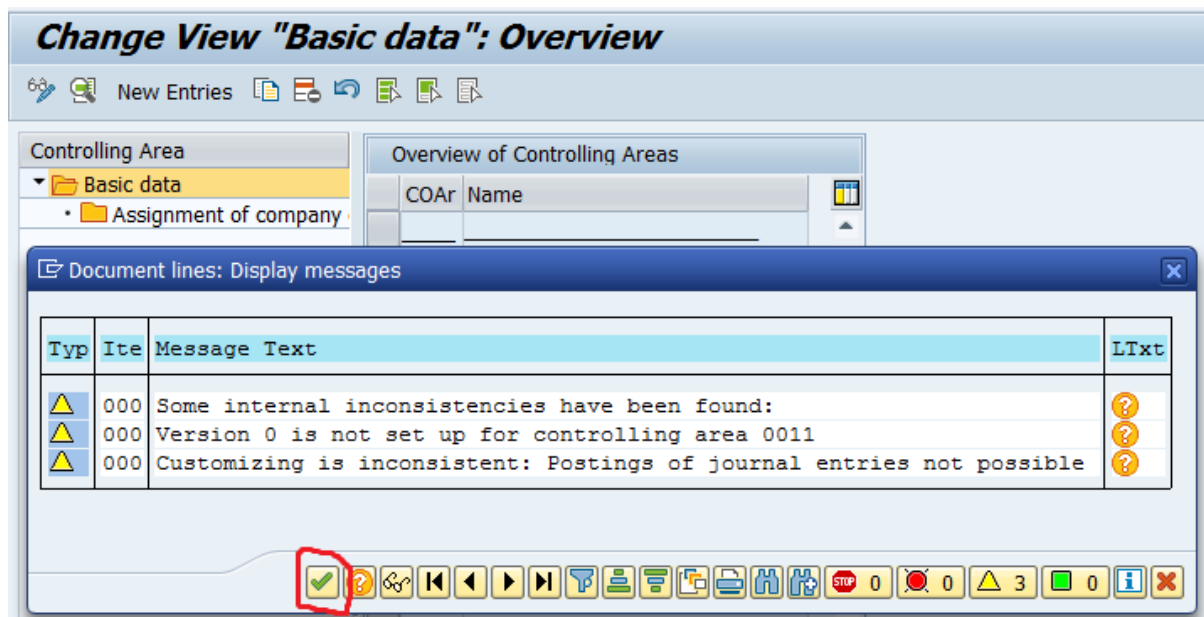 Change View "Basic data": Overview
New Entries
Controlling Area
Basic data
Assignment of company
Overview of Controlling Areas
COAr Name
Document lines: Display messages
Typ Ite Message Text LTxt
000 Some internal inconsistencies have been found:
000 Version 0 is not set up for controlling area 0011
000 Customizing is inconsistent: Postings of journal entries not possible
STOP 0 0 3 0